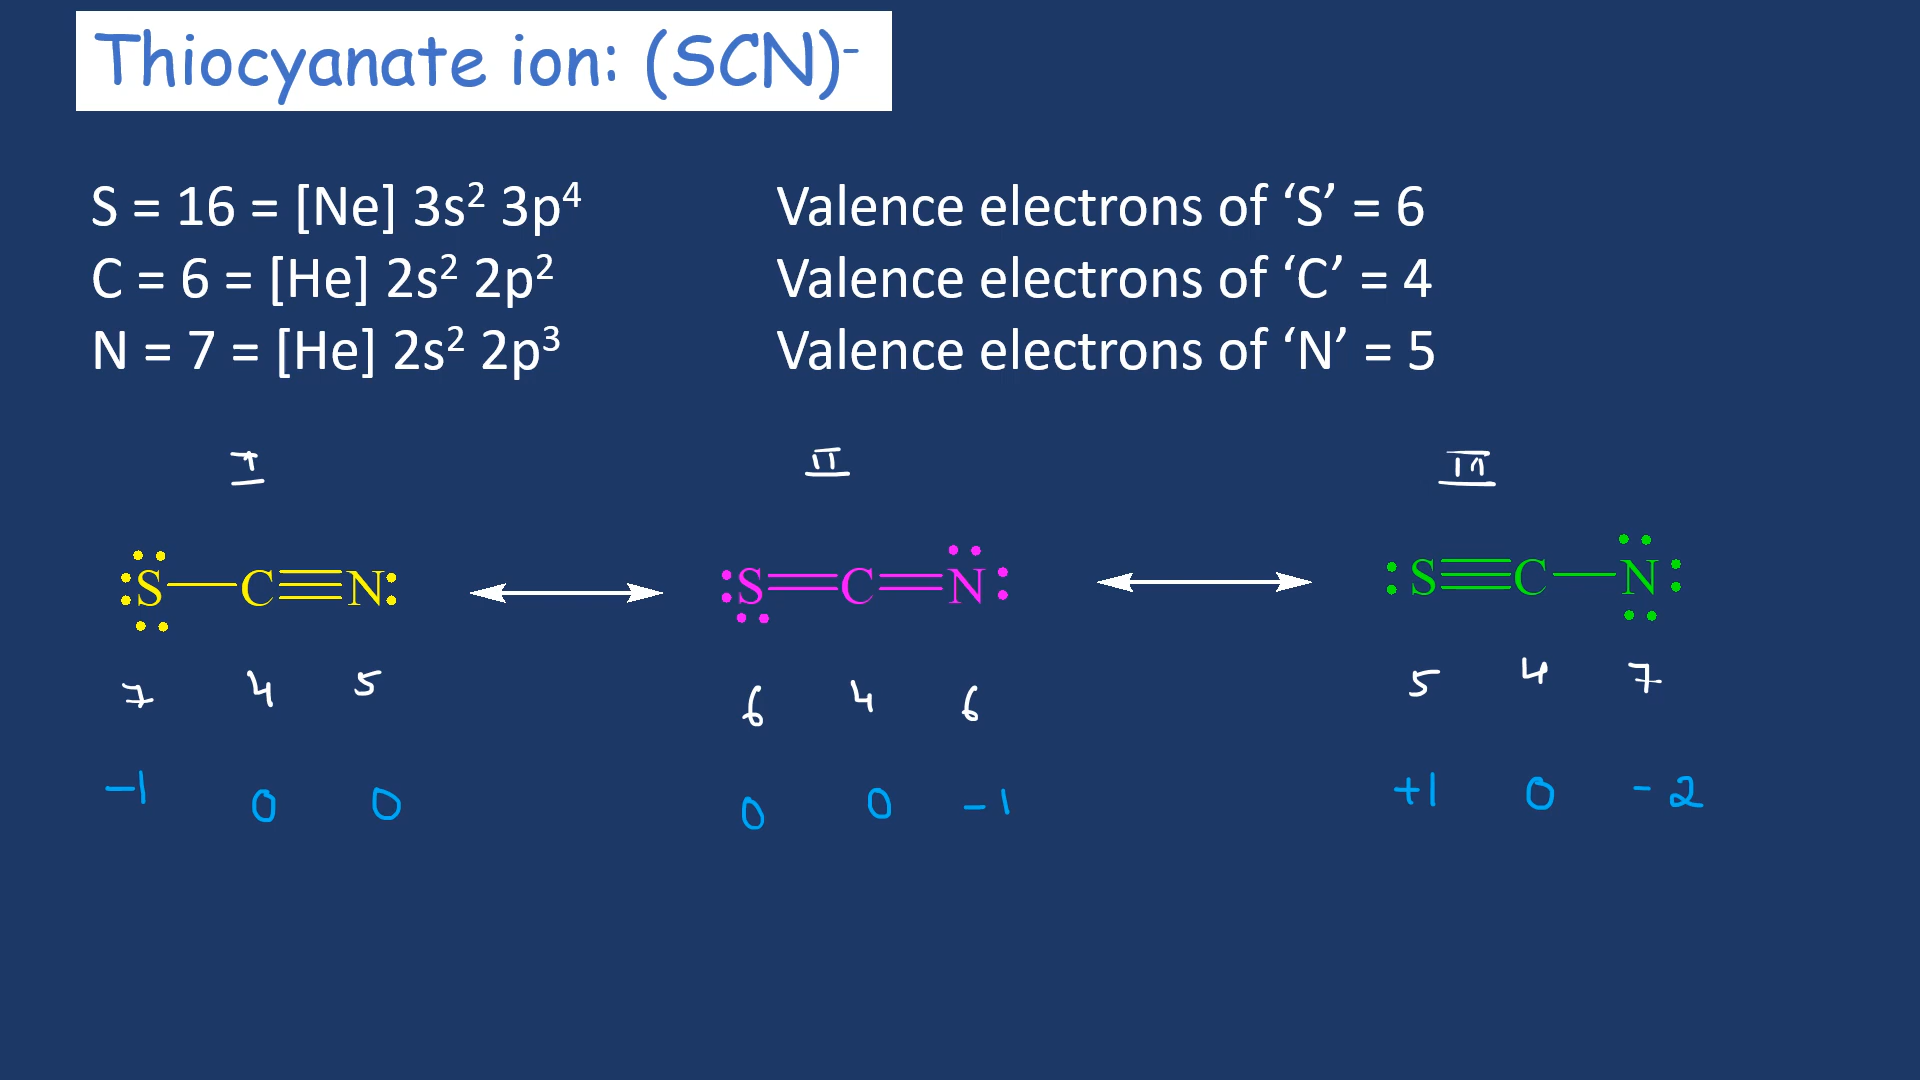 Thiocyanate ion: (SCN)⁻
S = 16 = [Ne] 3s² 3p⁴ Valence electrons of ‘S’ = 6
C = 6 = [He] 2s² 2p² Valence electrons of ‘C’ = 4
N = 7 = [He] 2s² 2p³ Valence electrons of ‘N’ = 5
I II III
S—C≡N S=C=N S≡C—N
7 4 5 6 4 6 5 4 7
-1 0 0 0 0 -1 +1 0 -2